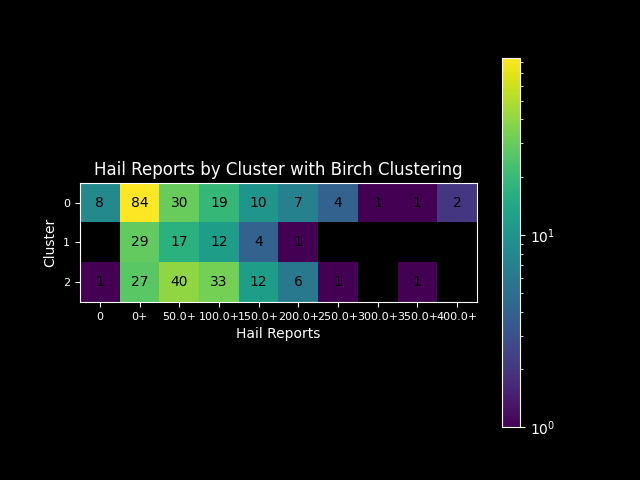 Hail Reports by Cluster with Birch Clustering
0 8 84 30 19 10 7 4 1 1 2
1 29 17 12 4 1
2 1 27 40 33 12 6 1 1
Cluster
0 0+ 50.0+ 100.0+ 150.0+ 200.0+ 250.0+ 300.0+ 350.0+ 400.0+
Hail Reports
10¹
10⁰